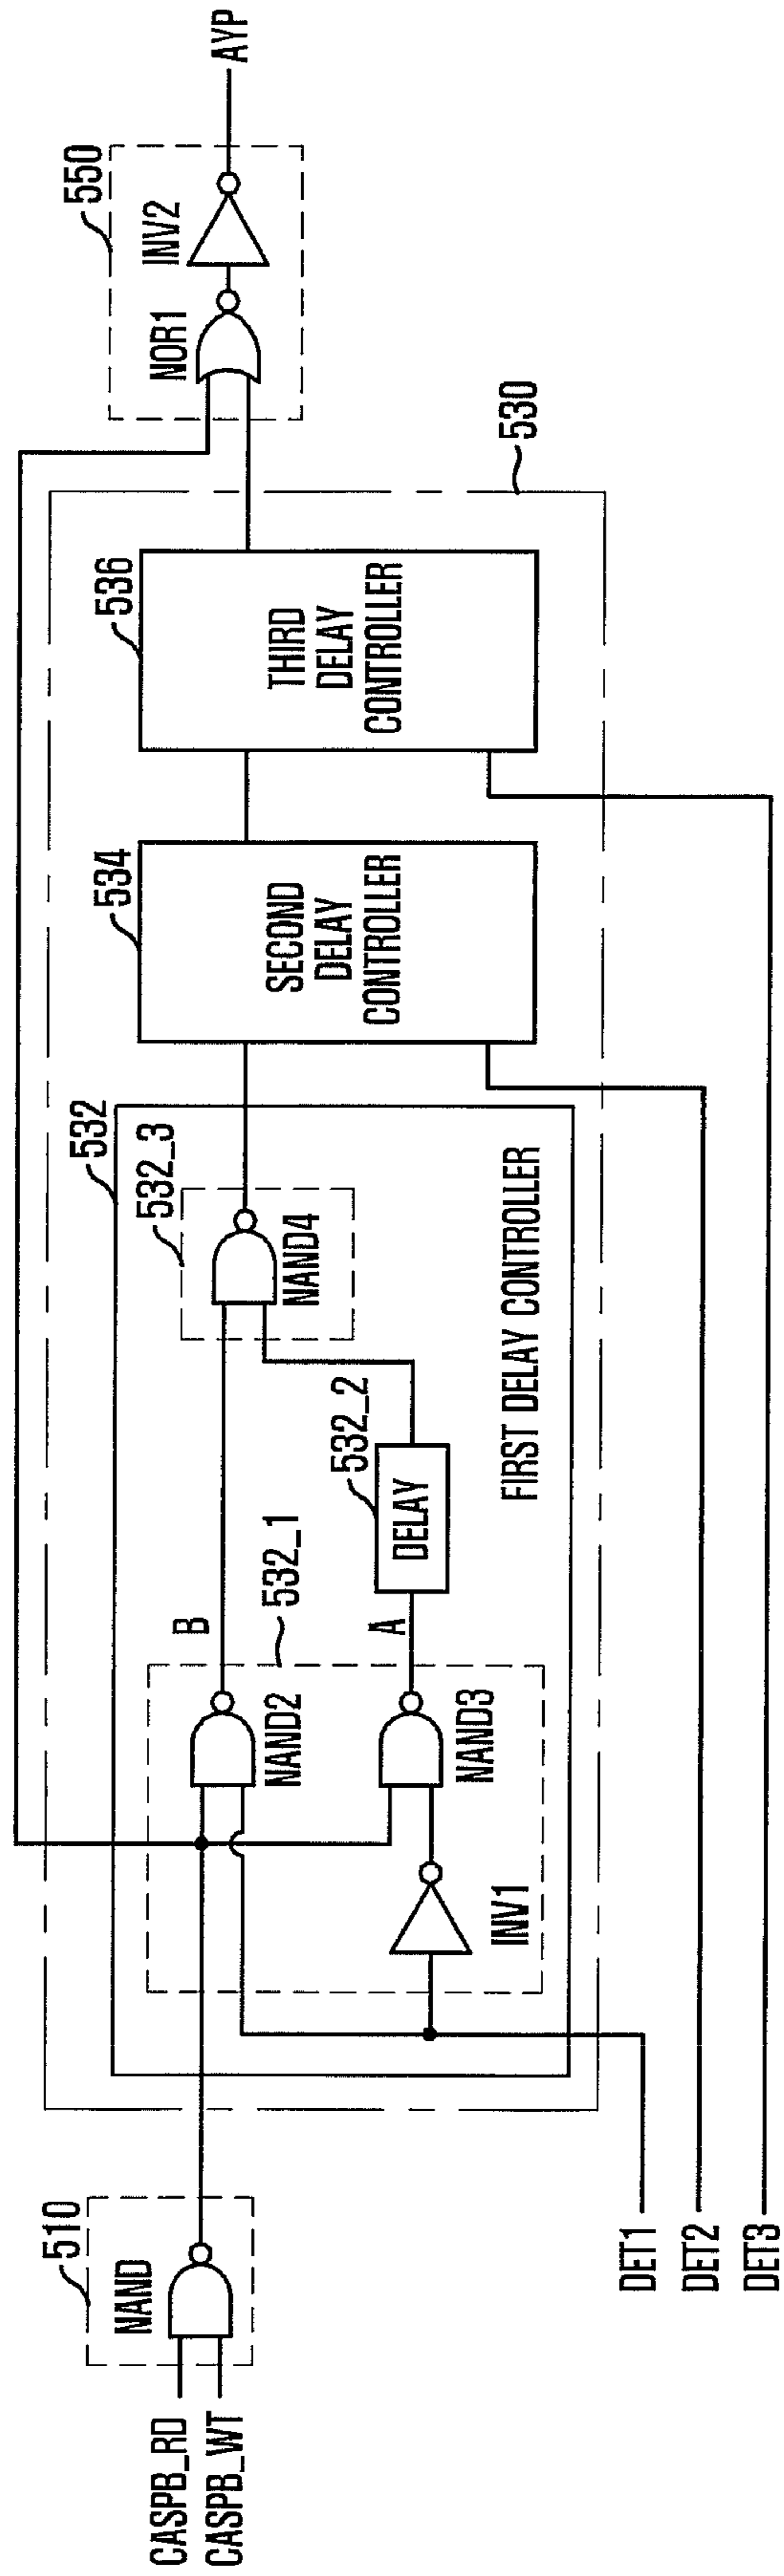 CASPB_RD
CASPB_WT
510
NAND
DET1
DET2
DET3
532
532_1
NAND2
B
INV1
NAND3
A
532_2
DELAY
532_3
NAND4
FIRST DELAY CONTROLLER
534
SECOND
DELAY
CONTROLLER
536
THIRD
DELAY
CONTROLLER
530
550
NOR1
INV2
AYP